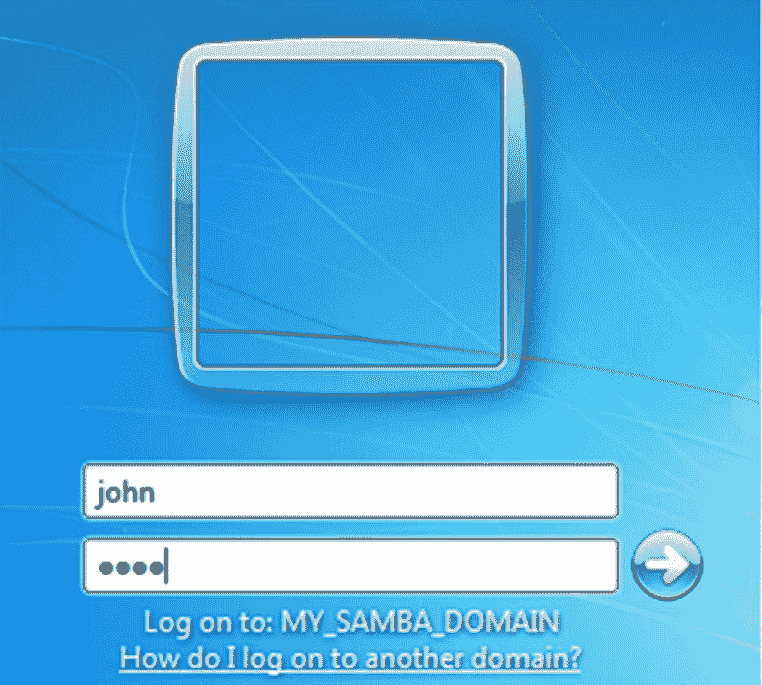 john
••••
Log on to: MY_SAMBA_DOMAIN
How do I log on to another domain?